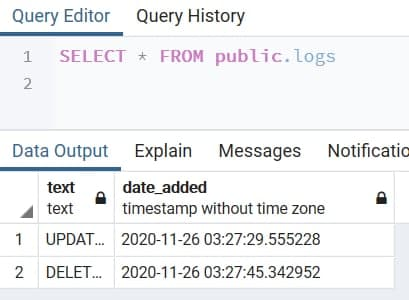 Query Editor Query History
1 SELECT * FROM public.logs
2
Data Output Explain Messages Notificatio
text date_added
text timestamp without time zone
1 UPDAT... 2020-11-26 03:27:29.555228
2 DELET... 2020-11-26 03:27:45.342952